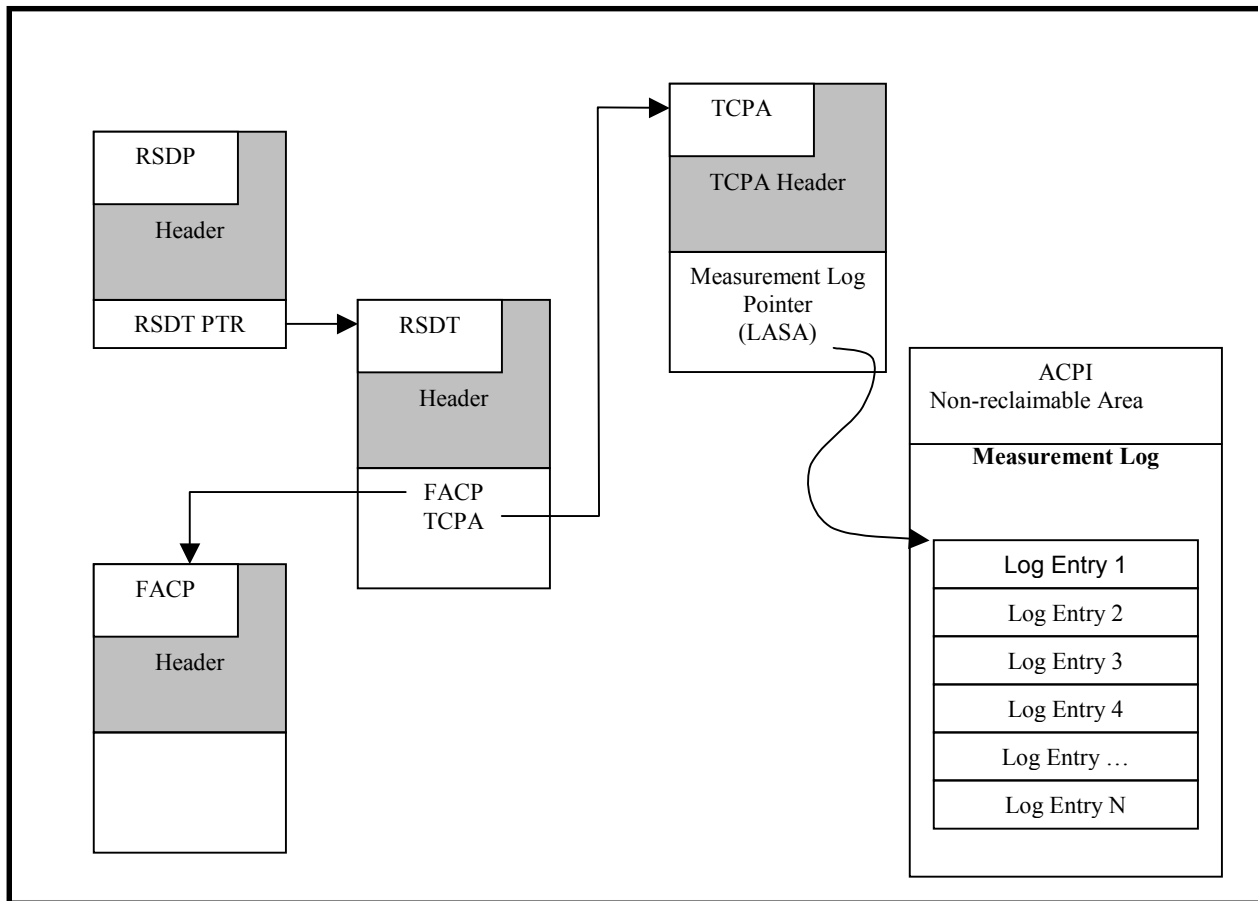 RSDP
Header
RSDT PTR
RSDT
Header
FACP
TCPA
FACP
Header
TCPA
TCPA Header
Measurement Log
Pointer
(LASA)
ACPI
Non-reclaimable Area
Measurement Log
Log Entry 1
Log Entry 2
Log Entry 3
Log Entry 4
Log Entry …
Log Entry N